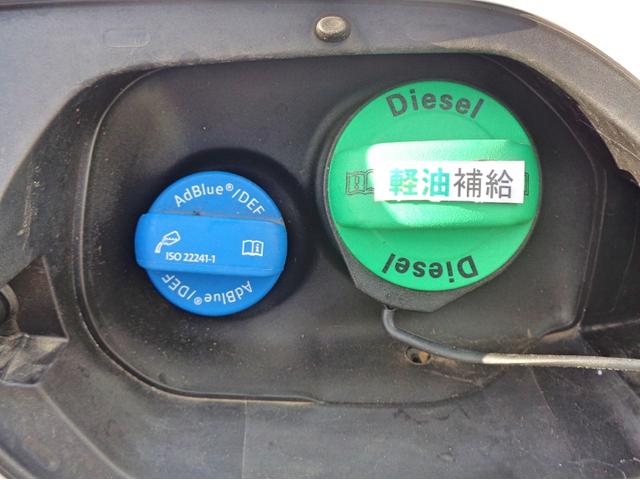 AdBlue®/DEF
ISO 22241-1
AdBlue®/DEF
Diesel
軽油補給
Diesel